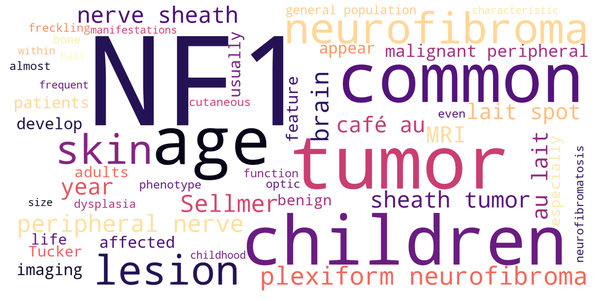 nerve sheath
general population
characteristic
neurofibroma
freckling
manifestations
bone
within
half
almost
NF1
usually
appear
malignant peripheral
common
frequent
patients
cutaneous
feature
brain
develop
even
lait spot
café au
MRI
skin
age
tumor
au lait
especially
neurofibromatosis
adults
year
phenotype
function
optic
size
dysplasia
Sellmer
benign
sheath tumor
peripheral nerve
children
life
affected
Tucker
childhood
imaging
lesion
plexiform neurofibroma